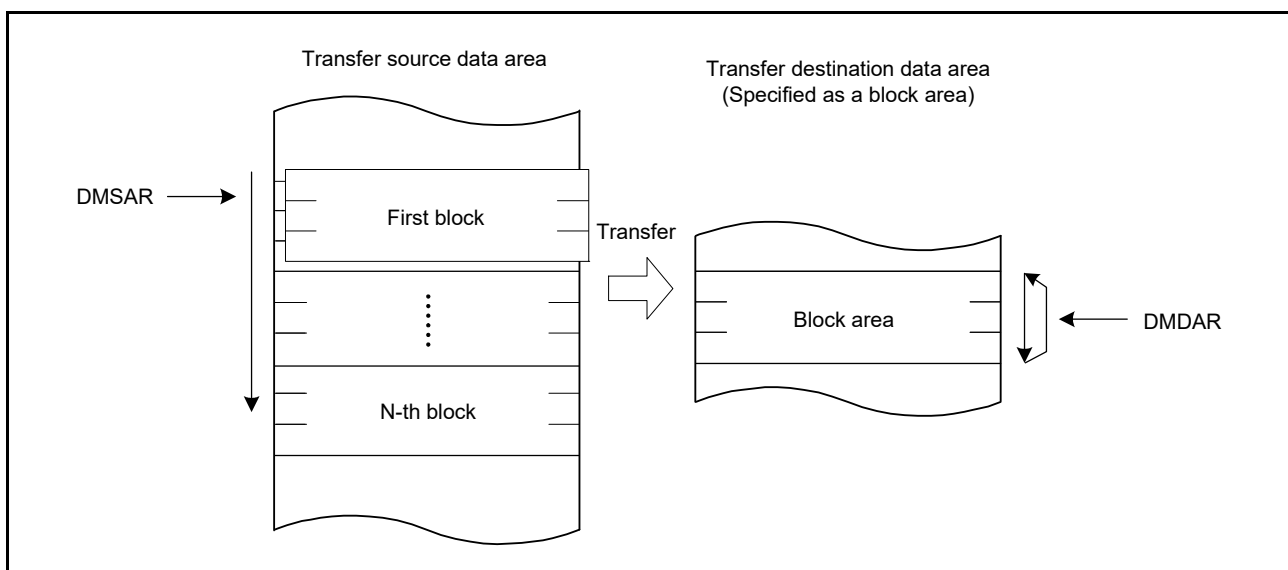 Transfer source data area
Transfer destination data area
(Specified as a block area)
DMSAR
First block
Transfer
Block area
DMDAR
N-th block